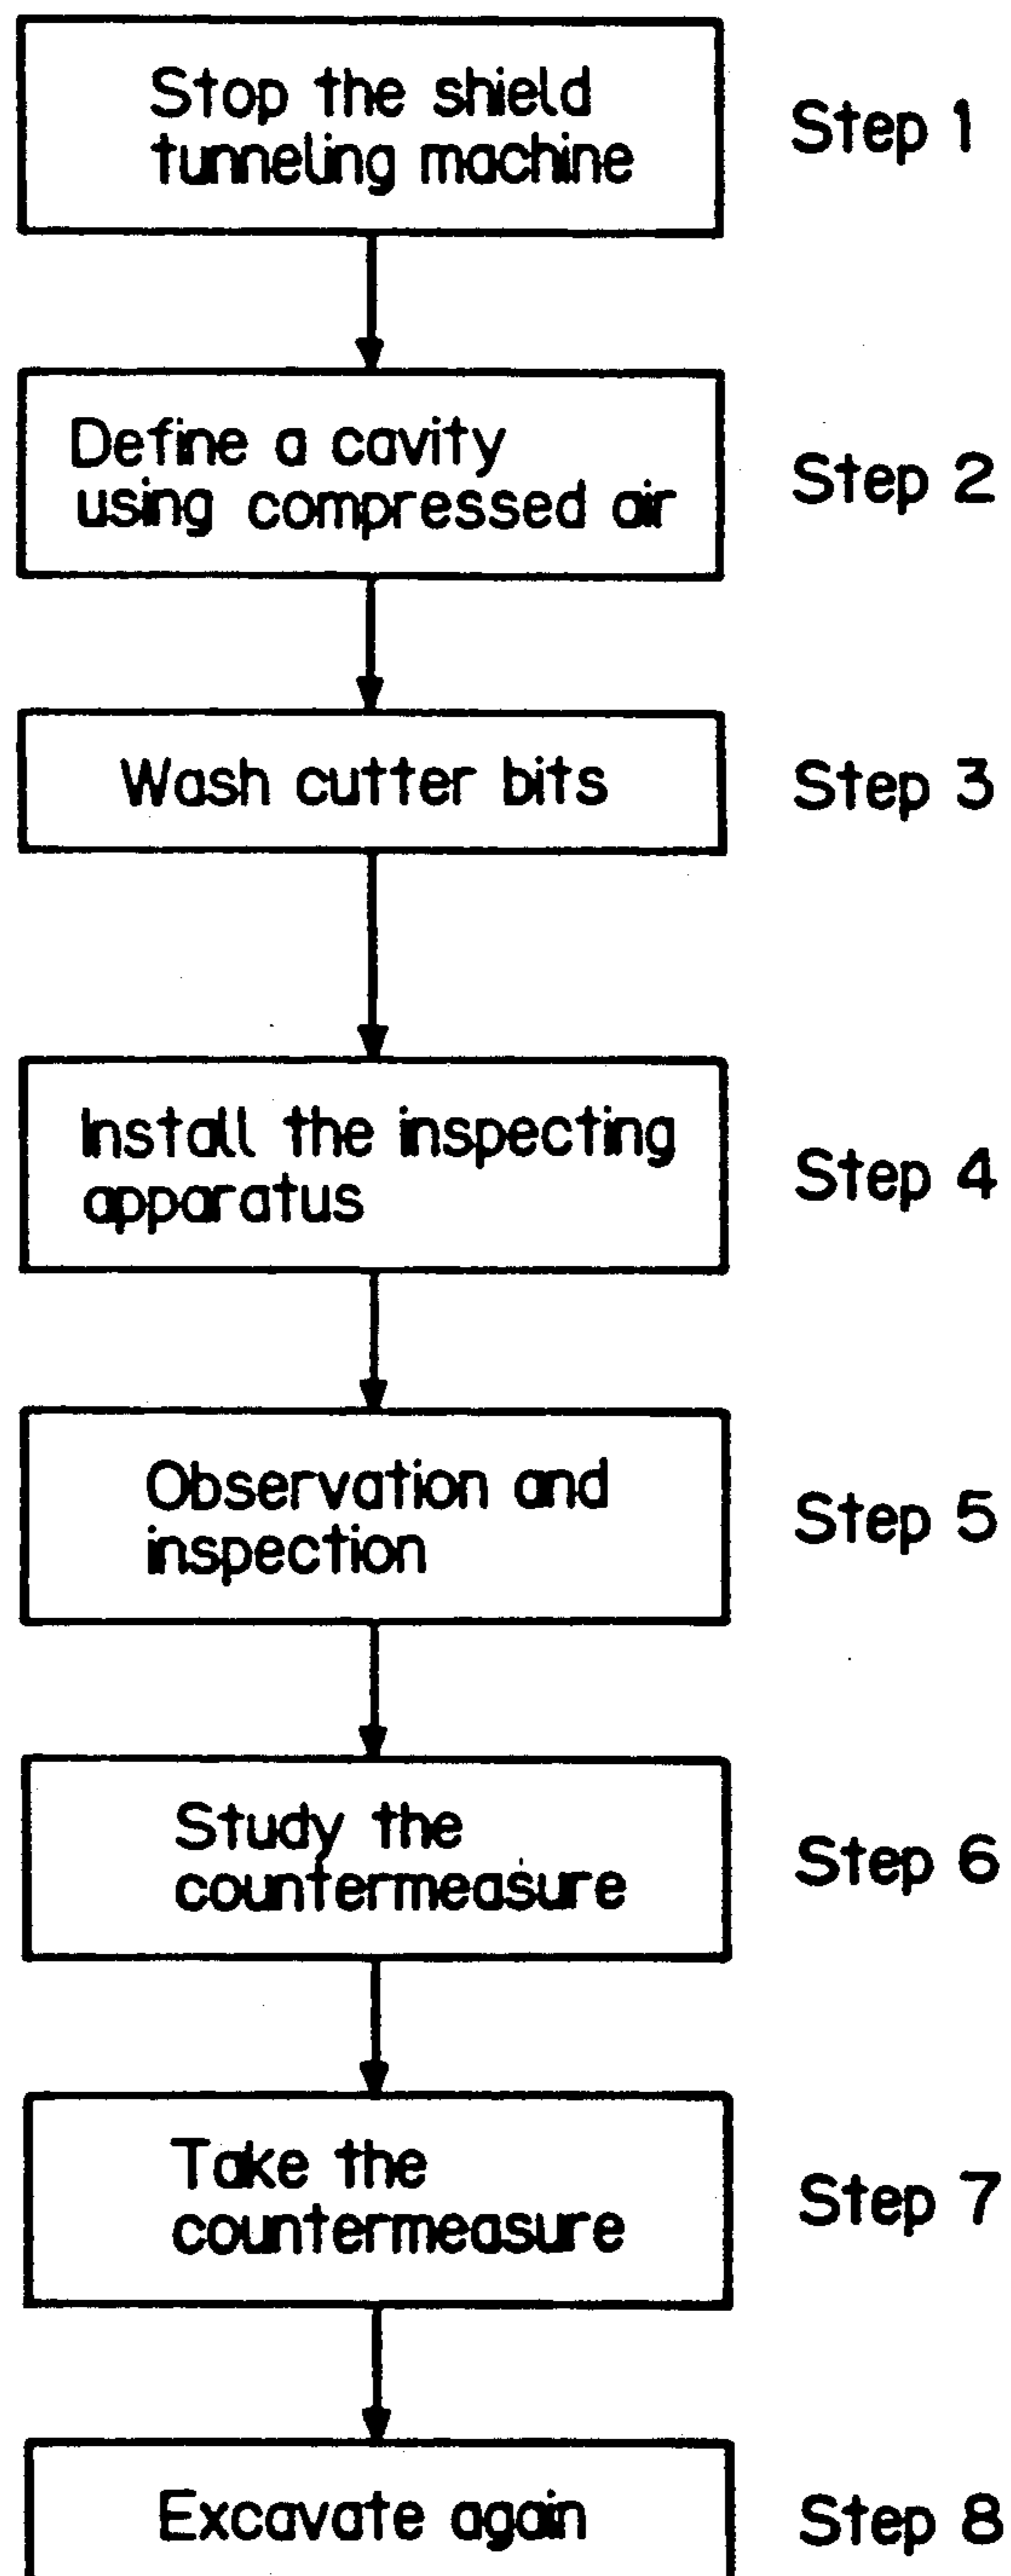 Stop the shield
tunneling machine
Step 1
Define a cavity
using compressed air
Step 2
Wash cutter bits
Step 3
Install the inspecting
apparatus
Step 4
Observation and
inspection
Step 5
Study the
countermeasure
Step 6
Take the
countermeasure
Step 7
Excavate again
Step 8